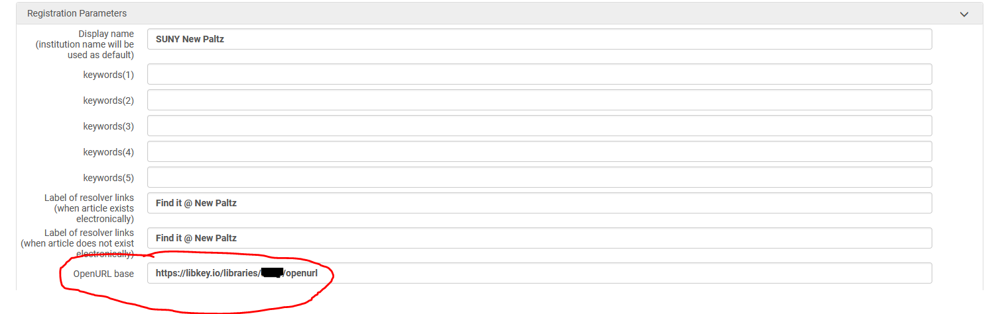 Registration Parameters
Display name
(institution name will be
used as default)
SUNY New Paltz
keywords(1)
keywords(2)
keywords(3)
keywords(4)
keywords(5)
Label of resolver links
(when article exists
electronically)
Find it @ New Paltz
Label of resolver links
(when article does not exist
electronically)
Find it @ New Paltz
OpenURL base
https://libkey.io/libraries/ /openurl